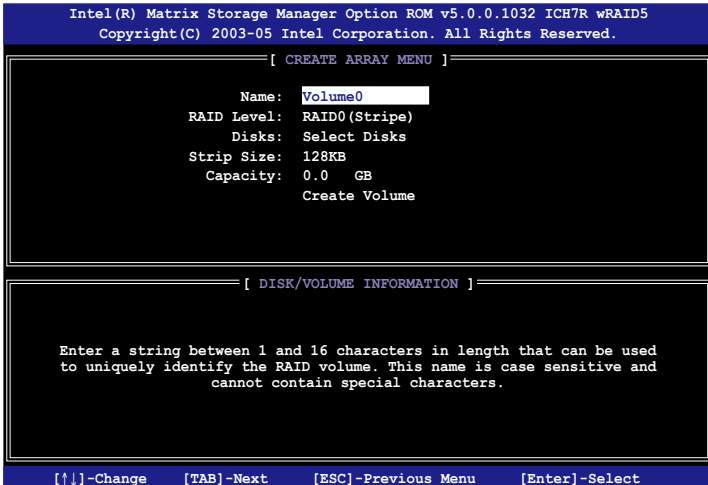 Intel(R) Matrix Storage Manager Option ROM v5.0.0.1032 ICH7R wRAID5
Copyright(C) 2003-05 Intel Corporation. All Rights Reserved.
[ CREATE ARRAY MENU ]
Name: Volume0
RAID Level: RAID0(Stripe)
Disks: Select Disks
Strip Size: 128KB
Capacity: 0.0 GB
Create Volume
[ DISK/VOLUME INFORMATION ]
Enter a string between 1 and 16 characters in length that can be used
to uniquely identify the RAID volume. This name is case sensitive and
cannot contain special characters.
[↑↓]-Change [TAB]-Next [ESC]-Previous Menu [Enter]-Select